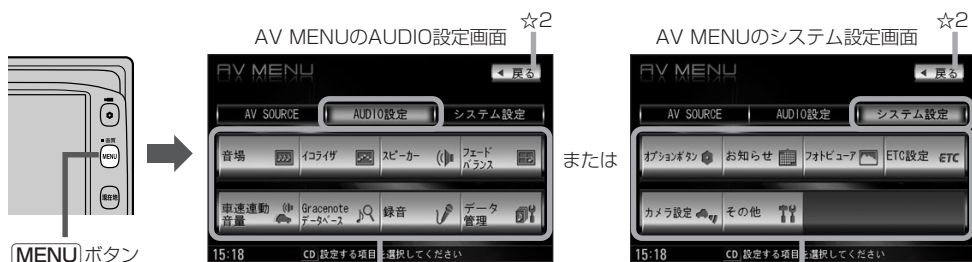 ☆2
AV MENUのAUDIO設定画面
AV MENU
戻る
AV SOURCE
AUDIO設定
システム設定
音場
イコライザ
スピーカー
フェード
バランス
車速連動
音量
Gracenote
データベース
録音
データ
管理
15:18
CD 設定する項目を選択してください
または
☆2
AV MENUのシステム設定画面
AV MENU
戻る
AV SOURCE
AUDIO設定
システム設定
オプションボタン
お知らせ
フォトビューア
ETC設定
ETC
カメラ設定
その他
15:18
CD 設定する項目を選択してください
画質
MENU
現在地
MENUボタン